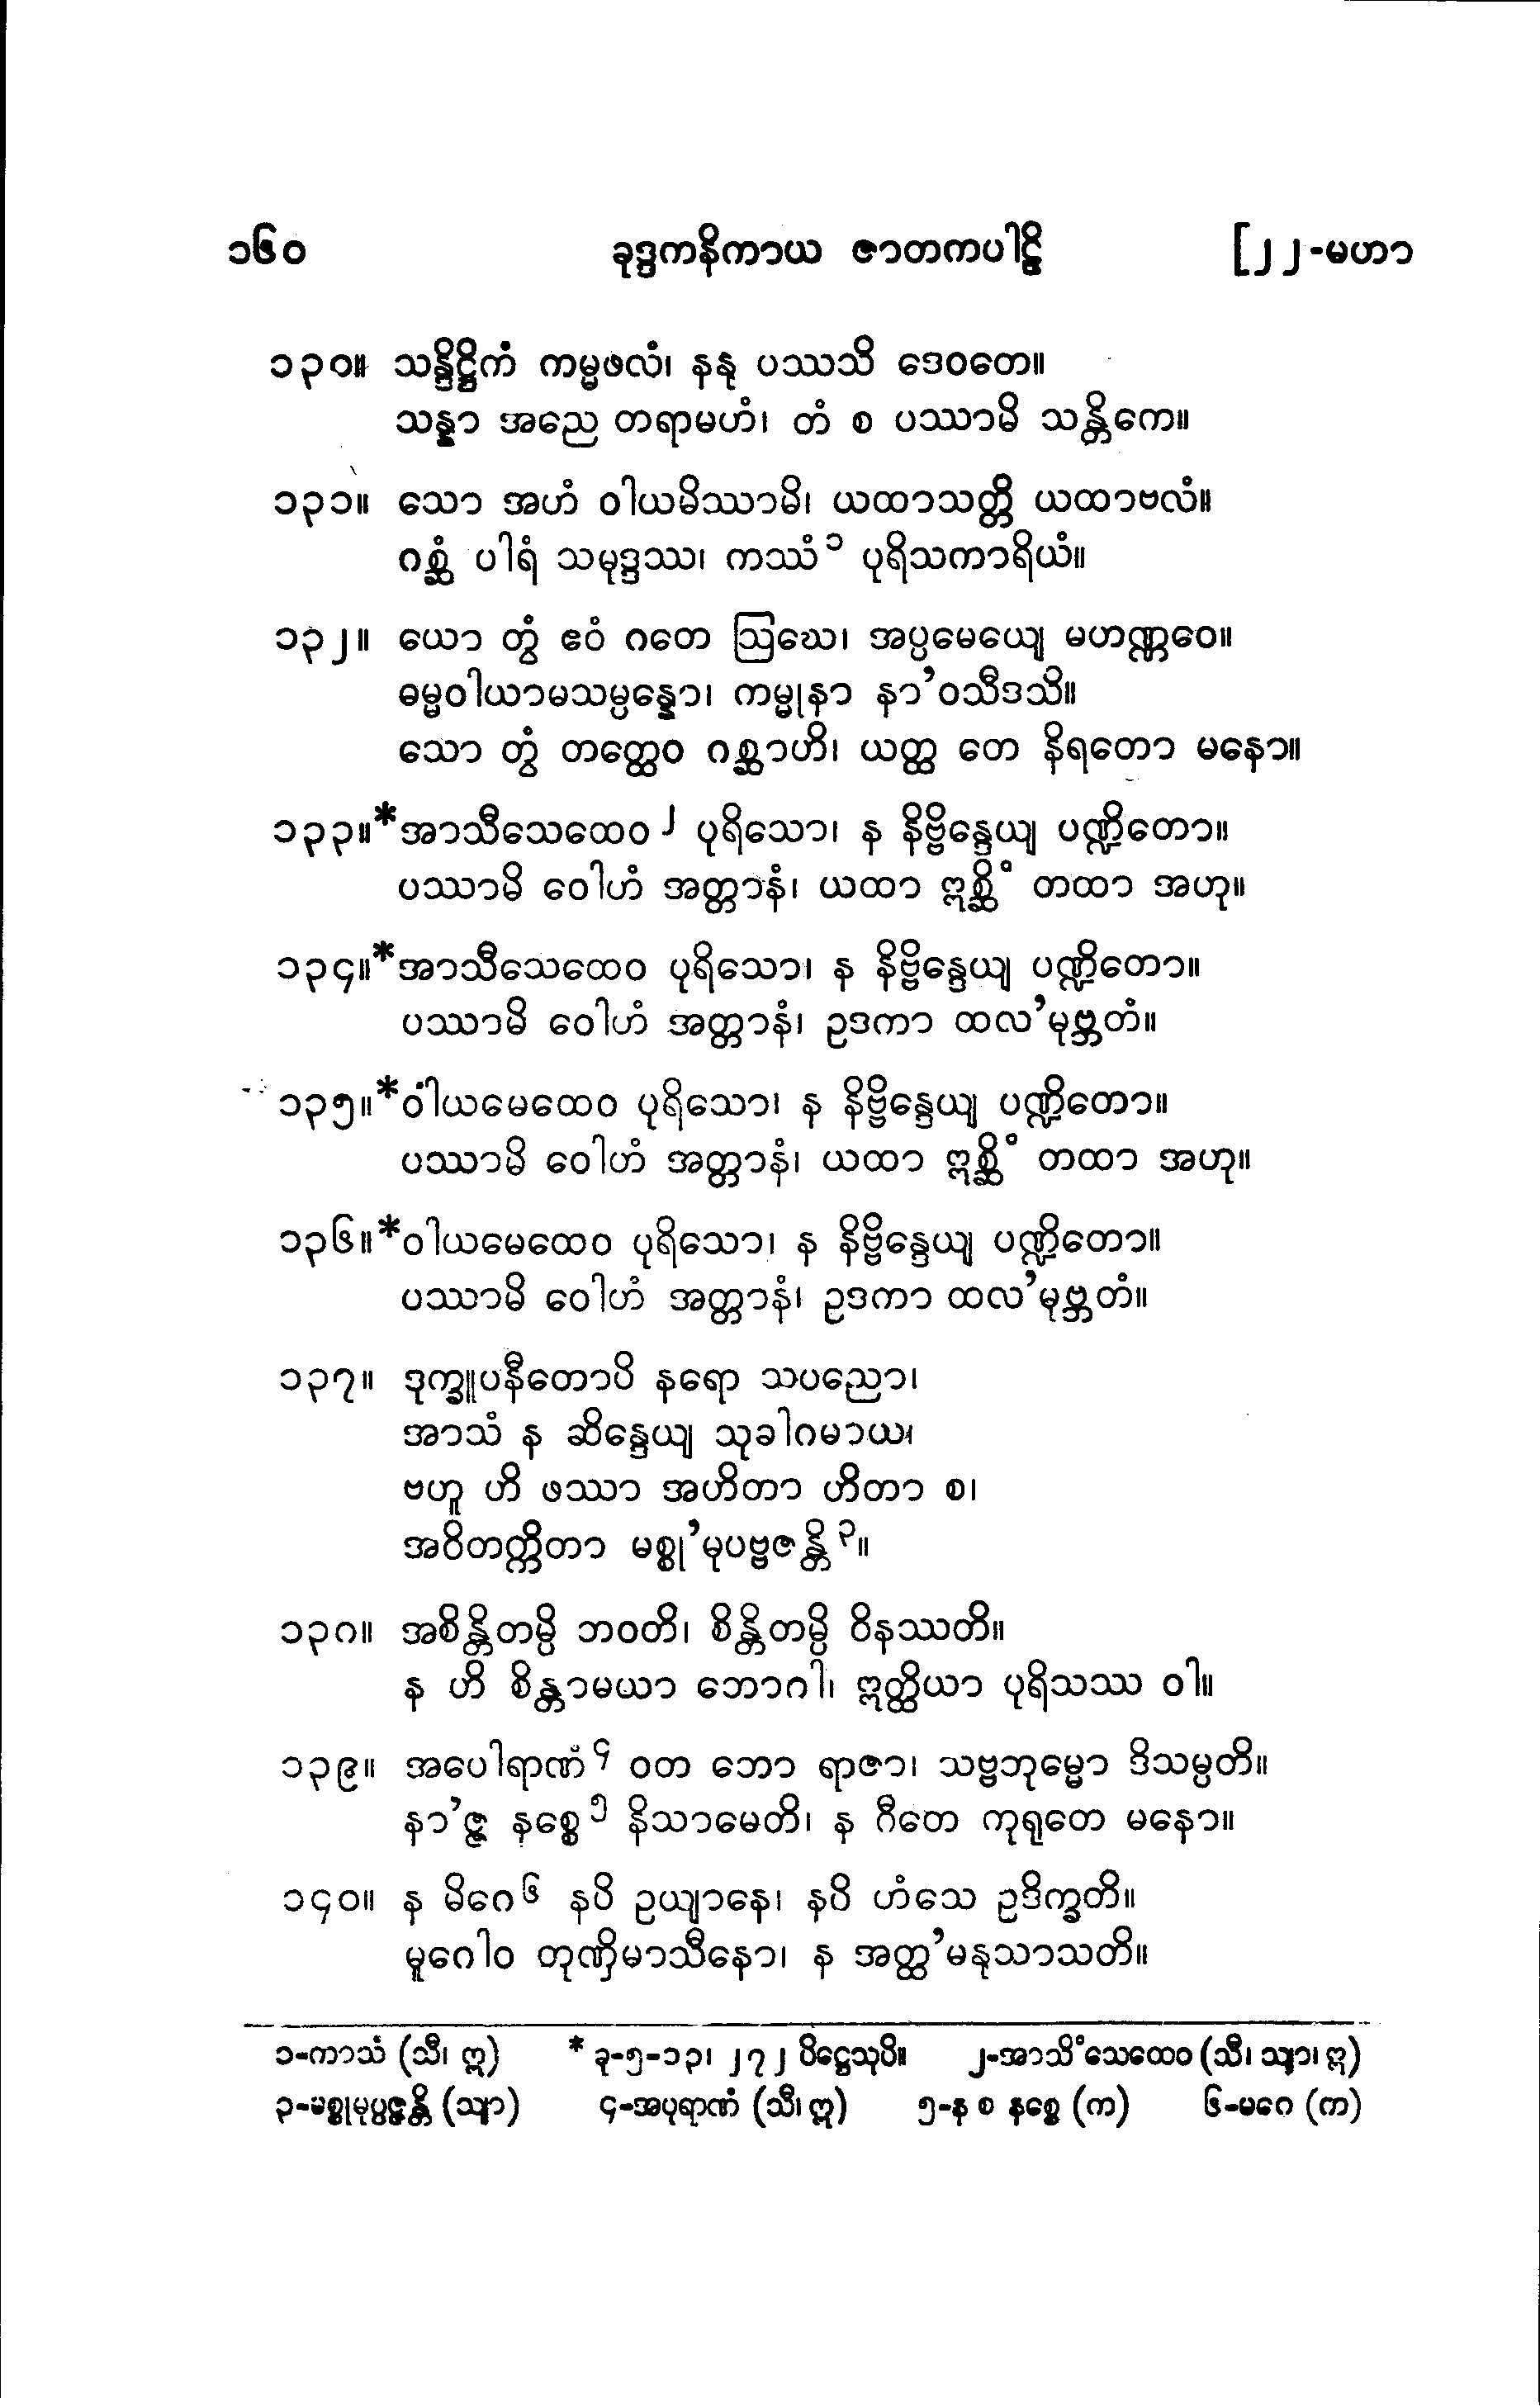 ၁၆၀ ခုဒ္ဒကနိကာယ ဇာတကပါဠိ [၂၂-မဟာ
၁၃၀။ သန္ဒိဋ္ဌိကံ ကမ္မဖလံ၊ နနု ပဿသိ ဒေဝတေ။
သန္နာ အညေ တရာမဟံ၊ တံ စ ပဿာမိ သန္တိကေ။
၁၃၁။ သော အဟံ ဝါယမိဿာမိ၊ ယထာသတ္တိ ယထာဗလံ။
ဂစ္ဆံ ပါရံ သမုဒ္ဒဿ၊ ကဿံ ၁ ပုရိသကာရိယံ။
၁၃၂။ ယော တွံ ဧဝံ ဂတေ ဩဃေ၊ အပ္ပမေယျေ မဟဏ္ဏဝေ။
ဓမ္မဝါယာမသမ္ပန္နော၊ ကမ္မုနာ နာ’ဝသီဒသိ။
သော တွံ တတ္ထေဝ ဂစ္ဆာဟိ၊ ယတ္ထ တေ နိရတော မနော။
၁၃၃။*အာသီသေထေဝ ၂ ပုရိသော၊ န နိဗ္ဗိန္ဒေယျ ပဏ္ဍိတော။
ပဿာမိ ဝေါဟံ အတ္တာနံ၊ ယထာ ဣစ္ဆိံ တထာ အဟု။
၁၃၄။*အာသီသေထေဝ ပုရိသော၊ န နိဗ္ဗိန္ဒေယျ ပဏ္ဍိတော။
ပဿာမိ ဝေါဟံ အတ္တာနံ၊ ဥဒကာ ထလ’မုဗ္ဘတံ။
၁၃၅။*ဝါယမေထေဝ ပုရိသော၊ န နိဗ္ဗိန္ဒေယျ ပဏ္ဍိတော။
ပဿာမိ ဝေါဟံ အတ္တာနံ၊ ယထာ ဣစ္ဆိံ တထာ အဟု။
၁၃၆။*ဝါယမေထေဝ ပုရိသော၊ န နိဗ္ဗိန္ဒေယျ ပဏ္ဍိတော။
ပဿာမိ ဝေါဟံ အတ္တာနံ၊ ဥဒကာ ထလ’မုဗ္ဘတံ။
၁၃၇။ ဒုက္ခူပနီတောပိ နရော သပညော၊
အာသံ န ဆိန္ဒေယျ သုခါဂမာယ၊
ဗဟူ ဟိ ဖဿာ အဟိတာ ဟိတာ စ၊
အဝိတက္ကိတာ မစ္စု’မုပဗ္ဗဇန္တိ ၃။
၁၃၈။ အစိန္တိတမ္ပိ ဘဝတိ၊ စိန္တိတမ္ပိ ဝိနဿတိ။
န ဟိ စိန္တာမယာ ဘောဂါ၊ ဣတ္ထိယာ ပုရိသဿ ဝါ။
၁၃၉။ အပေါရာဏံ ၄ ဝတ ဘော ရာဇာ၊ သဗ္ဗဘုမ္မော ဒိသမ္ပတိ။
နာ’ဇ္ဇ နစ္စေ ၅ နိသာမေတိ၊ န ဂီတေ ကုရုတေ မနော။
၁၄၀။ န မိဂေ ၆ နပိ ဥယျာနေ၊ နပိ ဟံသေ ဥဒိက္ခတိ။
မူဂေါဝ တုဏှိမာသီနော၊ န အတ္ထ’မနုသာသတိ။
၁-ကာသံ (သီ၊ ဣ) * ခု-၅-၁၃၊ ၂၇၂ ပိဋ္ဌေသုပိ။ ၂-အာသိံသေထေဝ (သီ၊ သျာ၊ ဣ)
၃-မစ္စုမုပ္ပဇ္ဇန္တိ (သျာ) ၄-အပုရာဏံ (သီ၊ ဣ) ၅-န စ နစ္စေ (က) ၆-မဂေ (က)